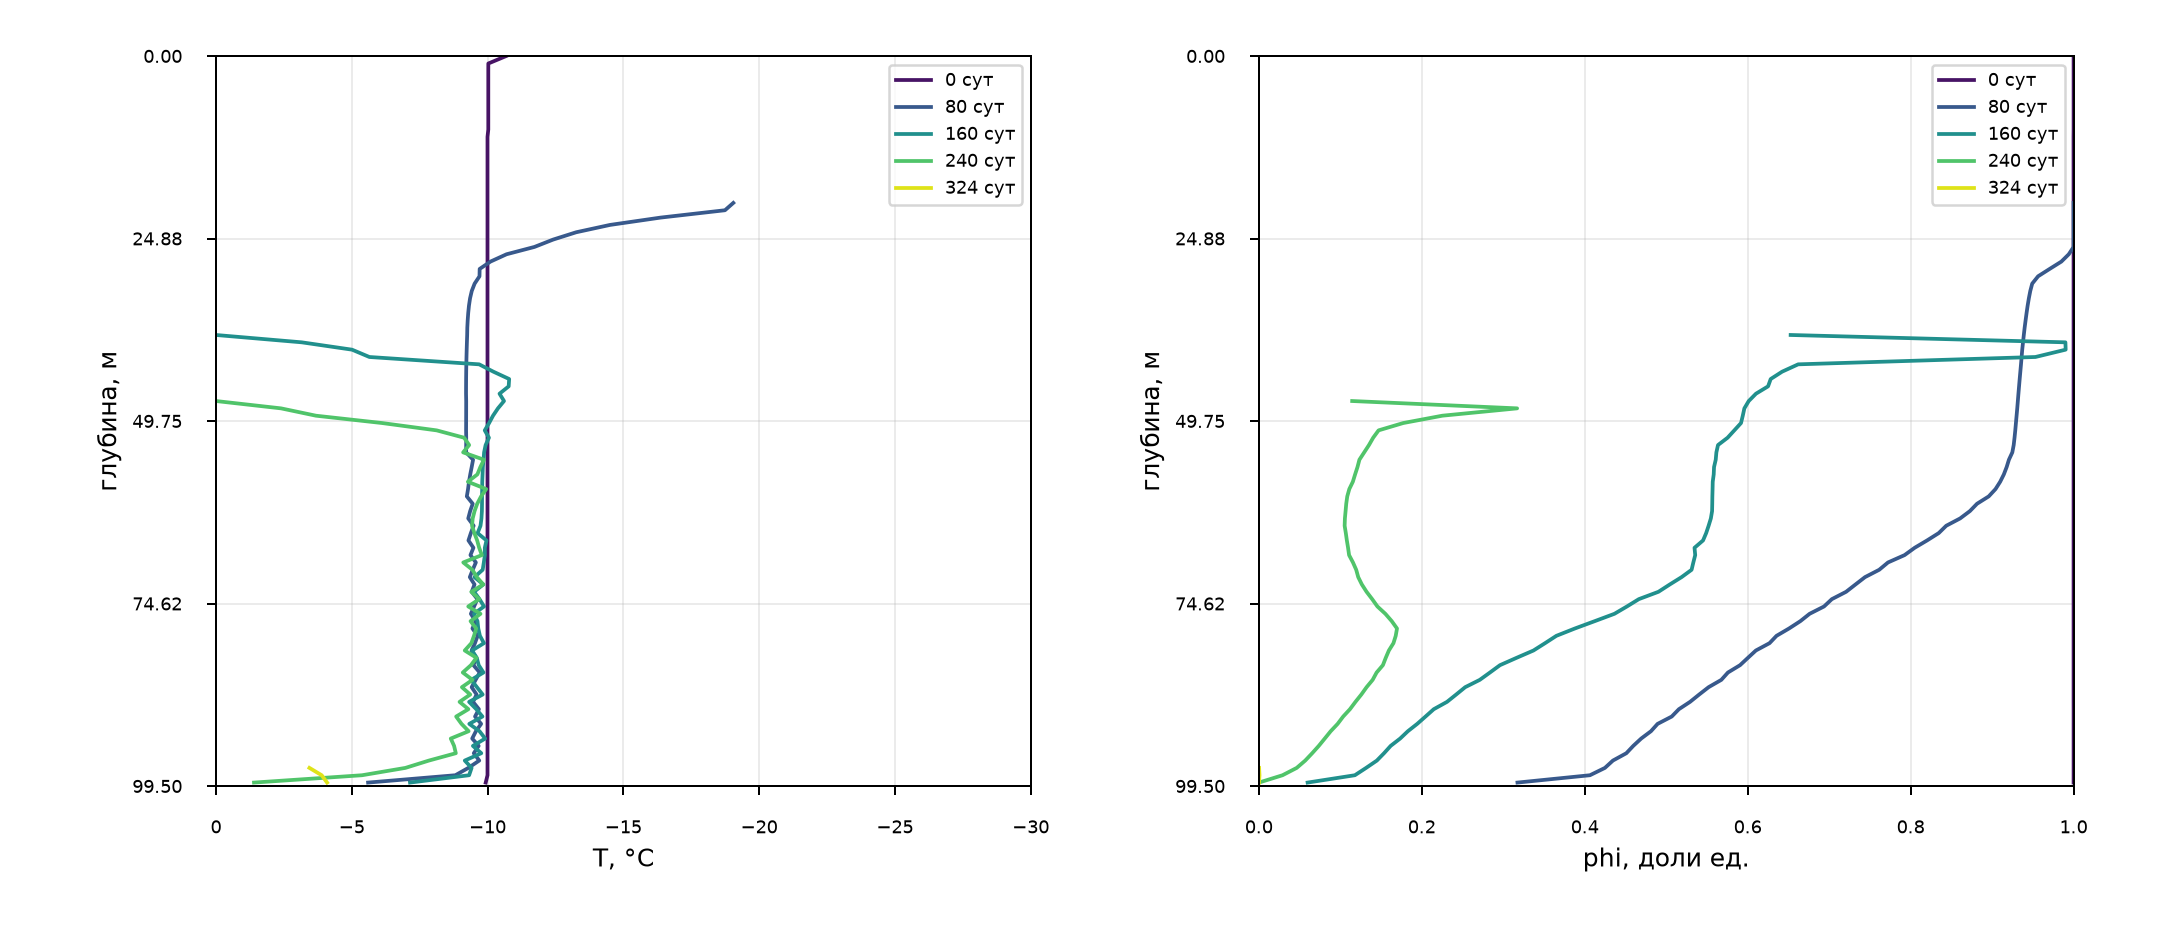 0.00
24.88
49.75
74.62
99.50
глубина, м
0
−5
−10
−15
−20
−25
−30
T, °C
0 сут
80 сут
160 сут
240 сут
324 сут
0.00
24.88
49.75
74.62
99.50
глубина, м
0.0
0.2
0.4
0.6
0.8
1.0
phi, доли ед.
0 сут
80 сут
160 сут
240 сут
324 сут